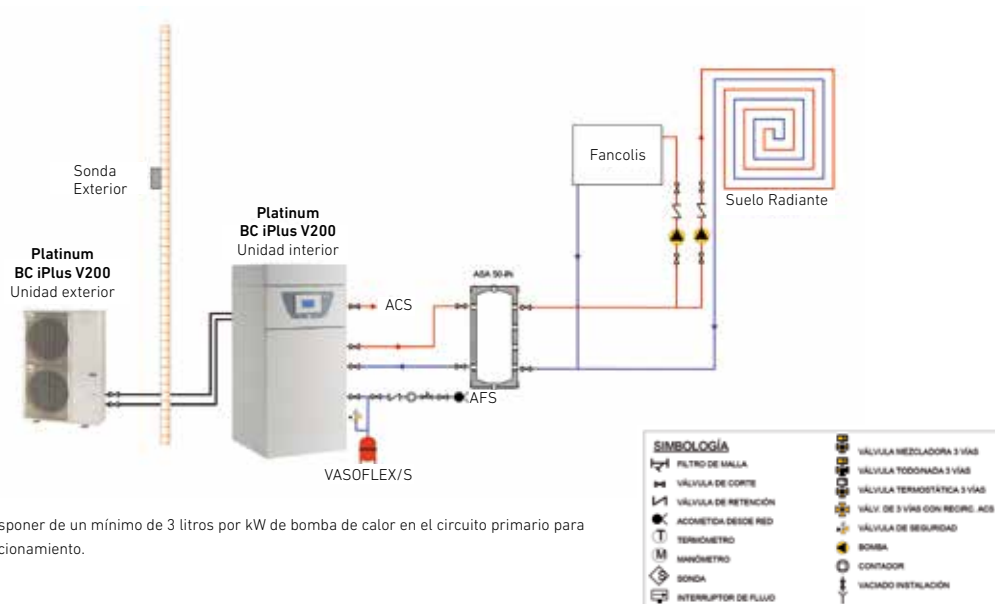 Sonda
Exterior
Platinum
BC iPlus V200
Unidad exterior
Platinum
BC iPlus V200
Unidad interior
ACS
ASA 50-IN
AFS
VASOFLEX/S
Fancolis
Suelo Radiante
sponer de un mínimo de 3 litros por kW de bomba de calor en el circuito primario para
cionamiento.
SIMBOLOGÍA
FILTRO DE MALLA
VÁLVULA DE CORTE
VÁLVULA DE RETENCIÓN
ACOMETIDA DESDE RED
T TERMÓMETRO
M MANÓMETRO
S SONDA
INTERRUPTOR DE FLUJO
VÁLVULA MEZCLADORA 3 VÍAS
VÁLVULA TODO/NADA 3 VÍAS
VÁLVULA TERMOSTÁTICA 3 VÍAS
VÁLV. DE 3 VÍAS CON RECIRC. ACS
VÁLVULA DE SEGURIDAD
BOMBA
CONTADOR
VACIADO INSTALACIÓN